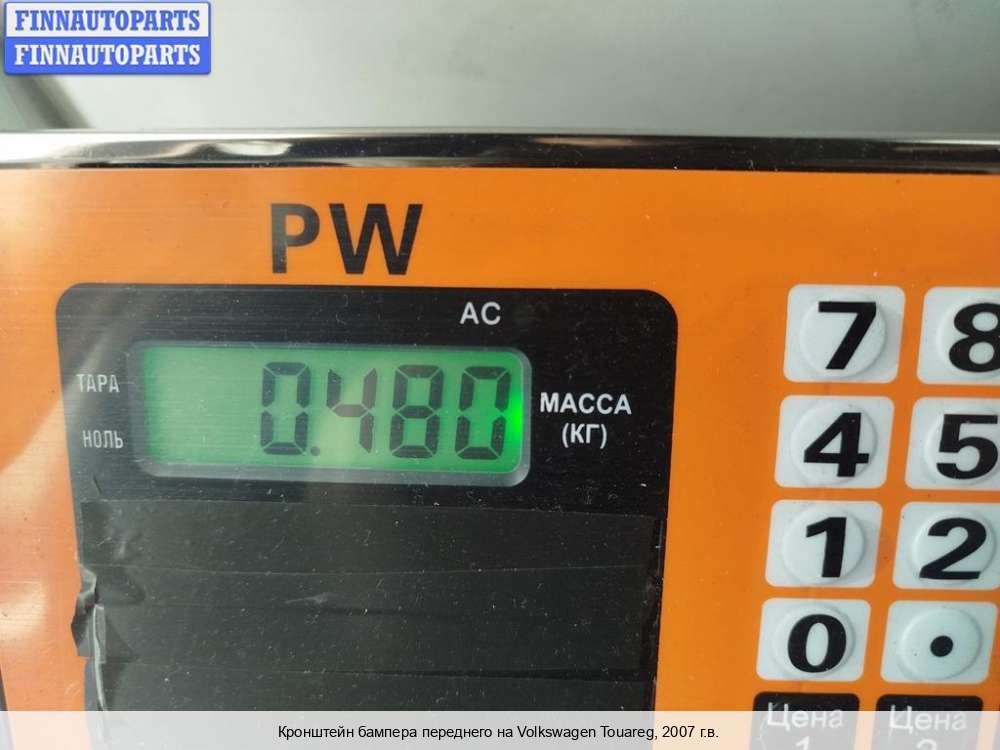 FINNAUTOPARTS
FINNAUTOPARTS
PW
AC
ТАРА
НОЛЬ
0.480
МАССА
(КГ)
7 8
4 5
1 2
0 •
Цена Цена
1
Кронштейн бампера переднего на Volkswagen Touareg, 2007 г.в.